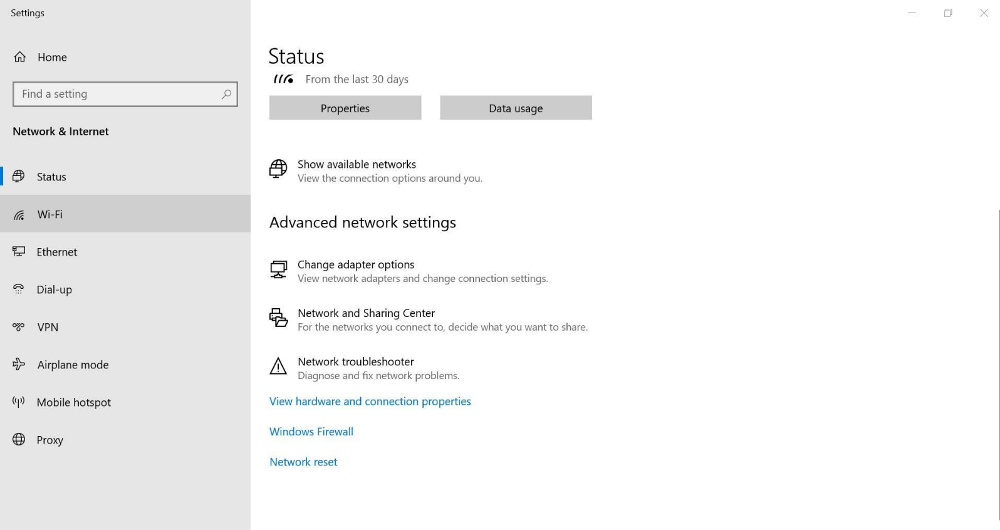 Settings
Home
Find a setting
Network & Internet
Status
Wi-Fi
Ethernet
Dial-up
VPN
Airplane mode
Mobile hotspot
Proxy
Status
From the last 30 days
Properties
Data usage
Show available networks
View the connection options around you.
Advanced network settings
Change adapter options
View network adapters and change connection settings.
Network and Sharing Center
For the networks you connect to, decide what you want to share.
Network troubleshooter
Diagnose and fix network problems.
View hardware and connection properties
Windows Firewall
Network reset